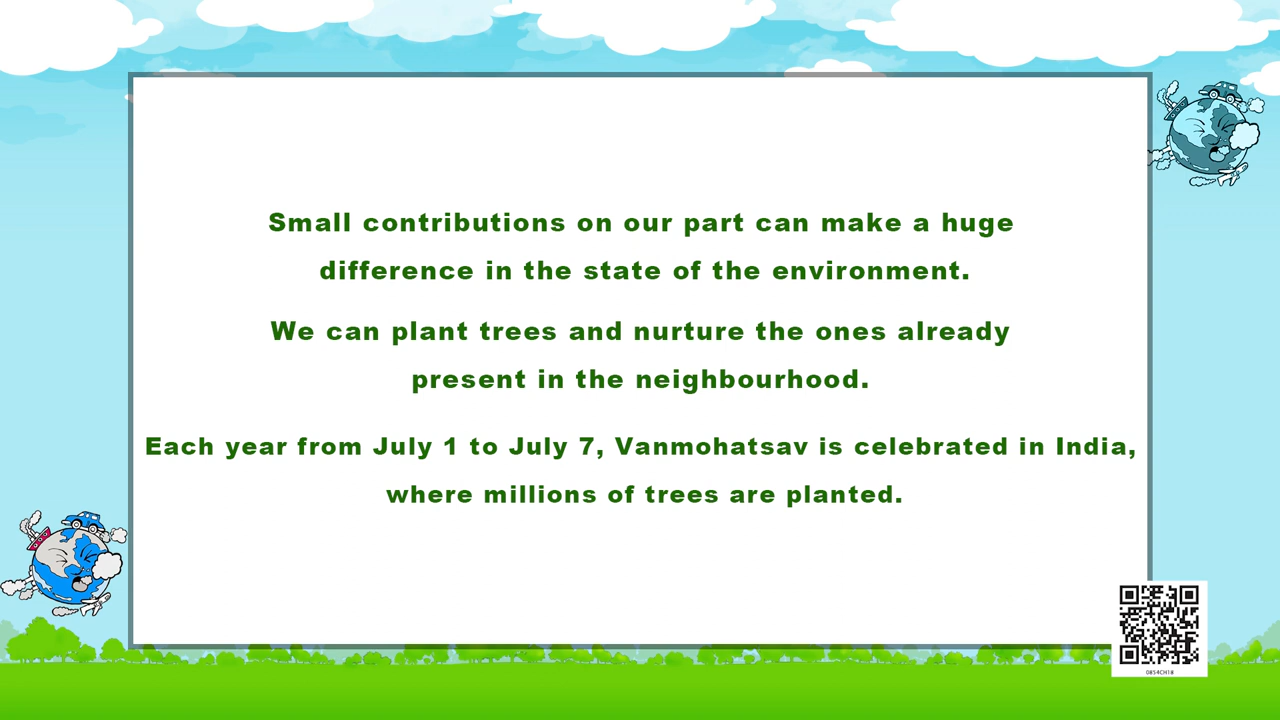 Small contributions on our part can make a huge
difference in the state of the environment.
We can plant trees and nurture the ones already
present in the neighbourhood.
Each year from July 1 to July 7, Vanmohatsav is celebrated in India,
where millions of trees are planted.
0854CH18